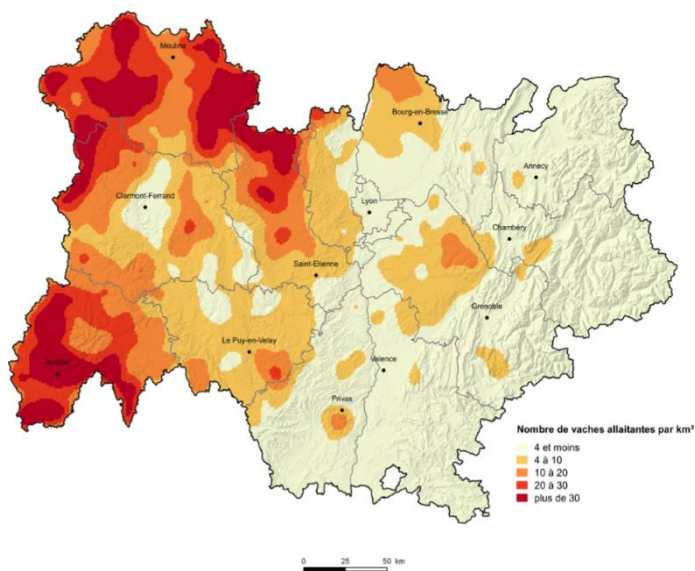 Moulins
Bourg-en-Bresse
Annecy
Clermont-Ferrand
Lyon
Chambéry
Saint-Etienne
Grenoble
Le Puy-en-Velay
Valence
Aurillac
Privas
Nombre de vaches allaitantes par km²
4 et moins
4 à 10
10 à 20
20 à 30
plus de 30
0 25 50 km